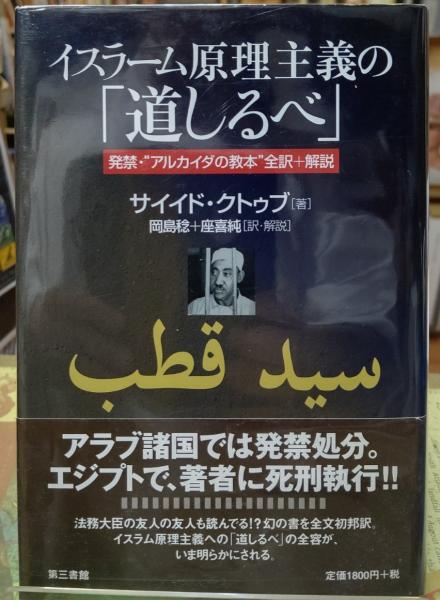 イスラーム原理主義の
「道しるべ」
発禁・“アルカイダの教本”全訳+解説
サイイド・クトゥブ[著]
岡島稔+座喜純[訳・解説]
سيد قطب
アラブ諸国では発禁処分。
エジプトで、著者に死刑執行!!
法務大臣の友人の友人も読んでる!?幻の書を全文初邦訳。
イスラム原理主義への「道しるべ」の全容が、
いま明らかにされる。
第三書館
定価1800円+税